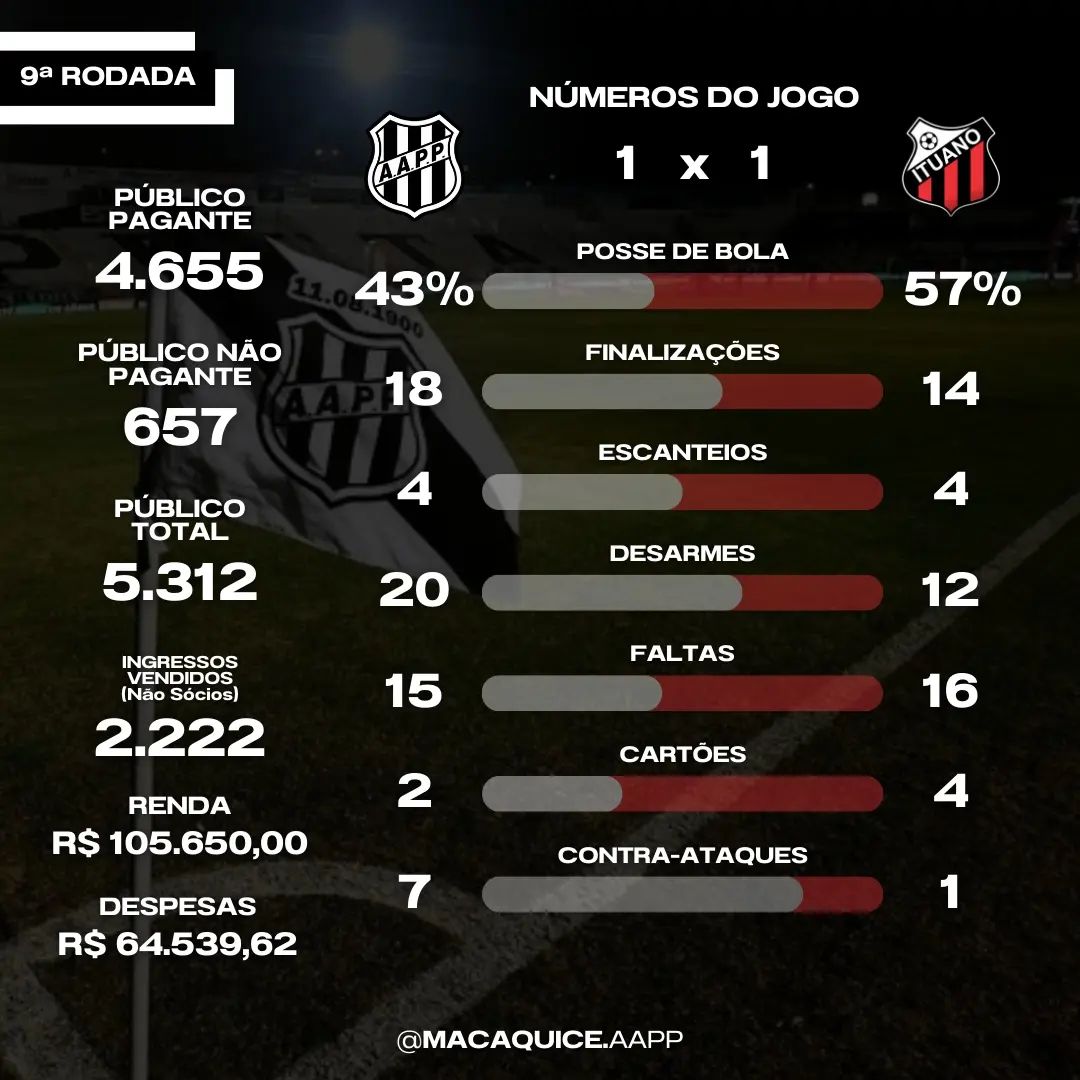 9ª RODADA
NÚMEROS DO JOGO
1 x 1
A.A.P.P.
ITUANO
PÚBLICO
PAGANTE
4.655
PÚBLICO NÃO
PAGANTE
657
PÚBLICO
TOTAL
5.312
INGRESSOS
VENDIDOS
(Não Sócios)
2.222
RENDA
R$ 105.650,00
DESPESAS
R$ 64.539,62
11.08.1900
A.A.P.P.
POSSE DE BOLA
43% 57%
FINALIZAÇÕES
18 14
ESCANTEIOS
4 4
DESARMES
20 12
FALTAS
15 16
CARTÕES
2 4
CONTRA-ATAQUES
7 1
@MACAQUICE.AAPP